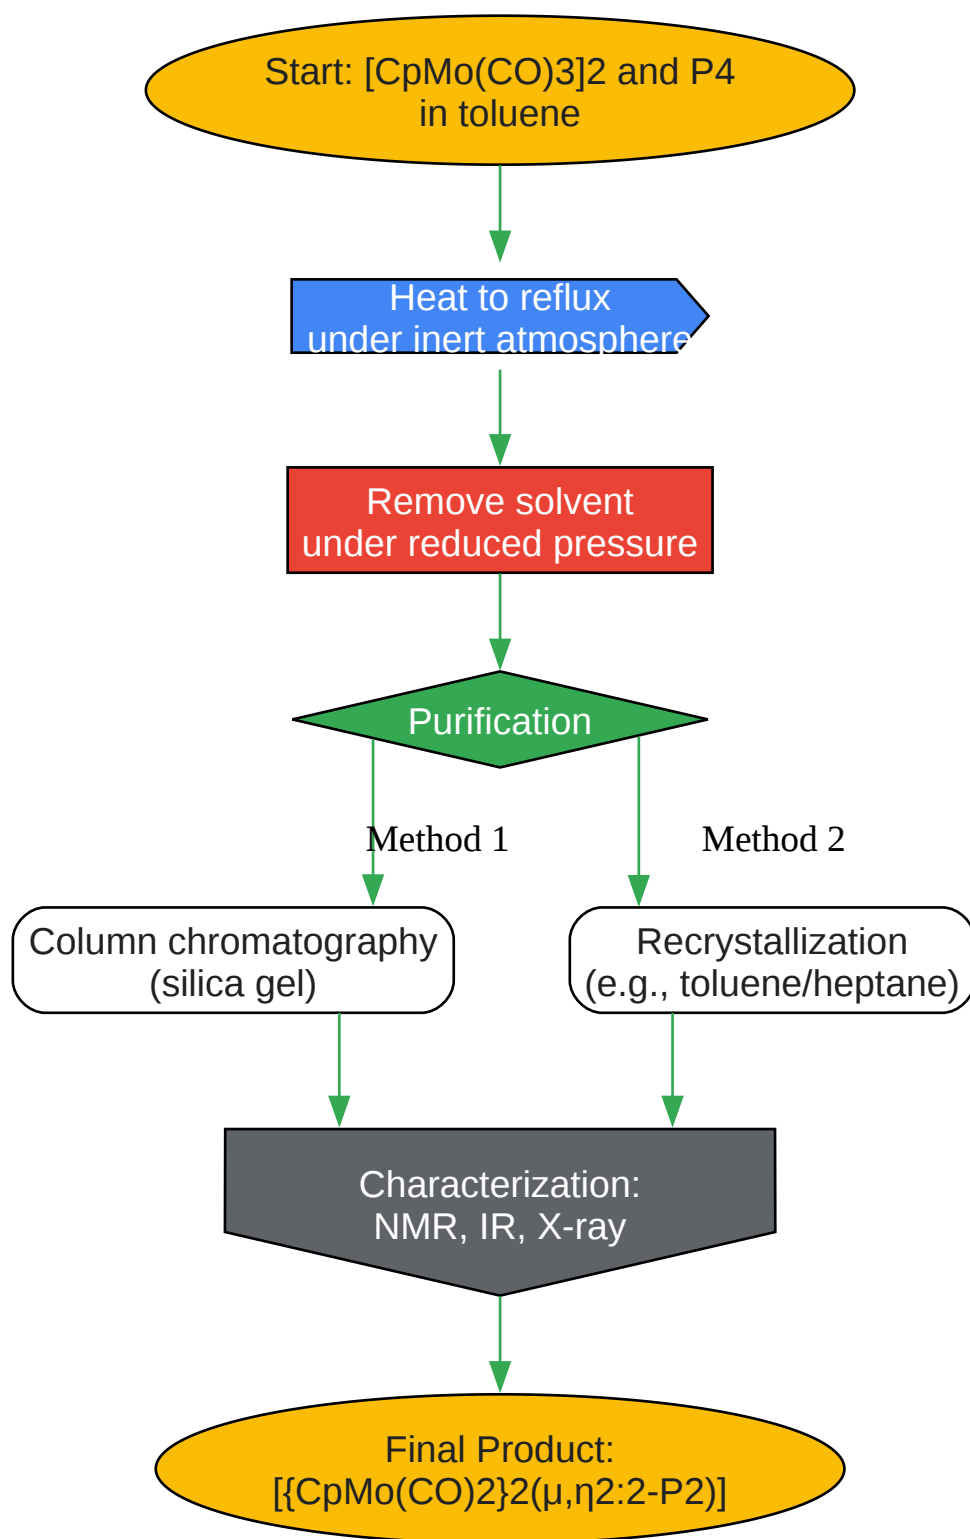 Start: [CpMo(CO)3]2 and P4
in toluene
Heat to reflux
under inert atmosphere
Remove solvent
under reduced pressure
Purification
Method 1
Method 2
Column chromatography
(silica gel)
Recrystallization
(e.g., toluene/heptane)
Characterization:
NMR, IR, X-ray
Final Product:
[{CpMo(CO)2}2(μ,η2:2-P2)]